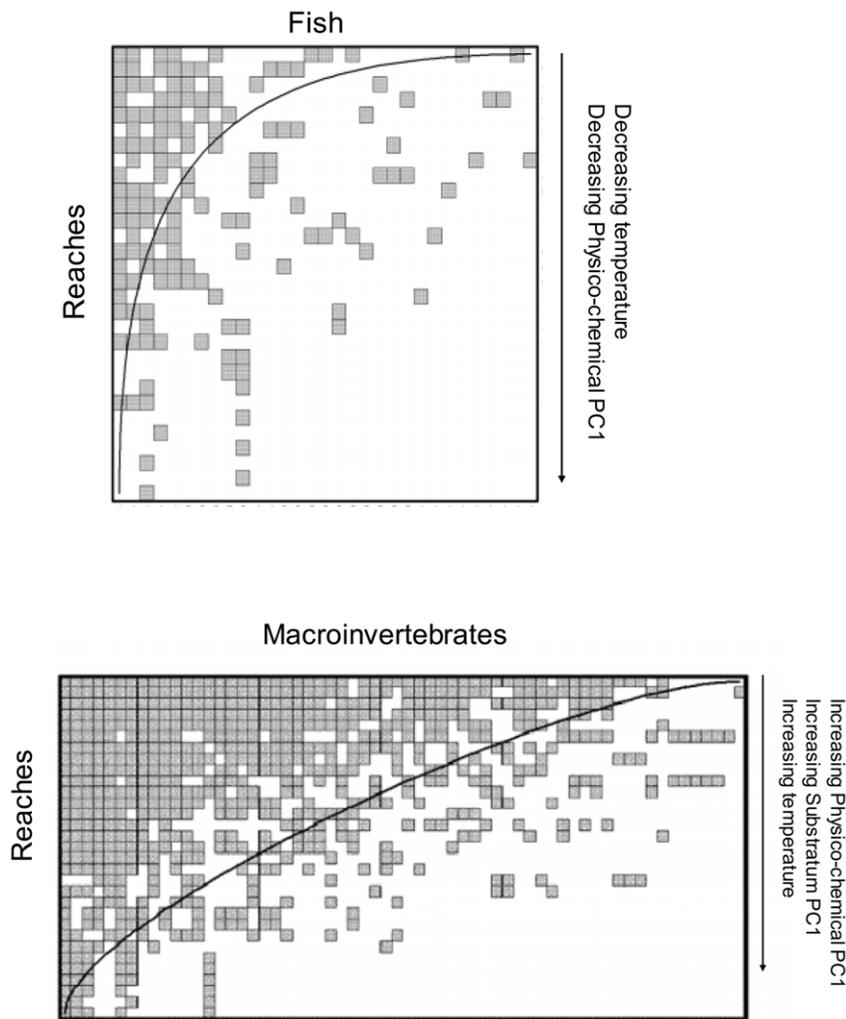 Fish
Reaches
Decreasing temperature
Decreasing Physico-chemical PC1
Macroinvertebrates
Reaches
Increasing Physico-chemical PC1
Increasing Substratum PC1
Increasing temperature